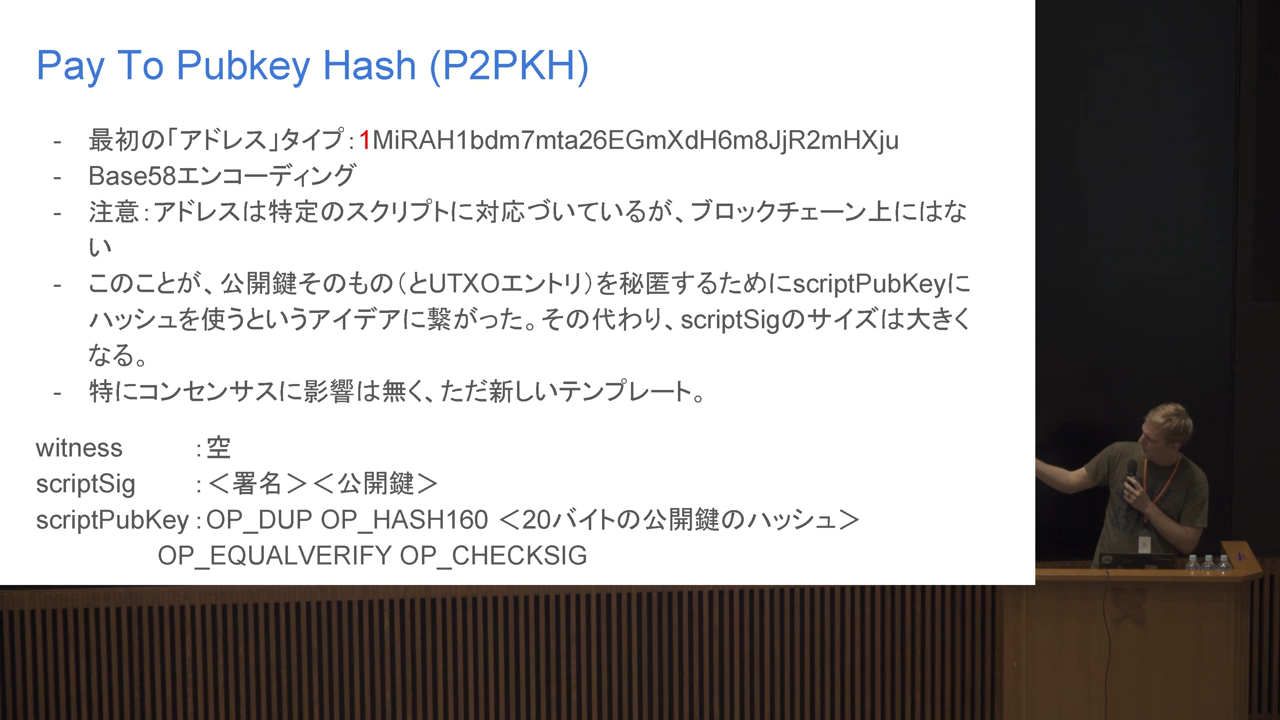 Pay To Pubkey Hash (P2PKH)
- 最初の「アドレス」タイプ：1MiRAH1bdm7mta26EGmXdH6m8JjR2mHXju
- Base58エンコーディング
- 注意：アドレスは特定のスクリプトに対応づいているが、ブロックチェーン上にはな
い
- このことが、公開鍵そのもの（とUTXOエントリ）を秘匿するためにscriptPubKeyに
ハッシュを使うというアイデアに繋がった。その代わり、scriptSigのサイズは大きく
なる。
- 特にコンセンサスに影響は無く、ただ新しいテンプレート。
witness ：空
scriptSig ：＜署名＞＜公開鍵＞
scriptPubKey：OP_DUP OP_HASH160 ＜20バイトの公開鍵のハッシュ＞
OP_EQUALVERIFY OP_CHECKSIG